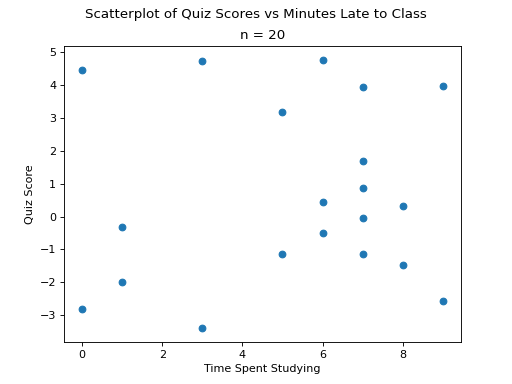 Scatterplot of Quiz Scores vs Minutes Late to Class
n = 20
5
4
3
2
1
0
−1
−2
−3
Quiz Score
0 2 4 6 8
Time Spent Studying